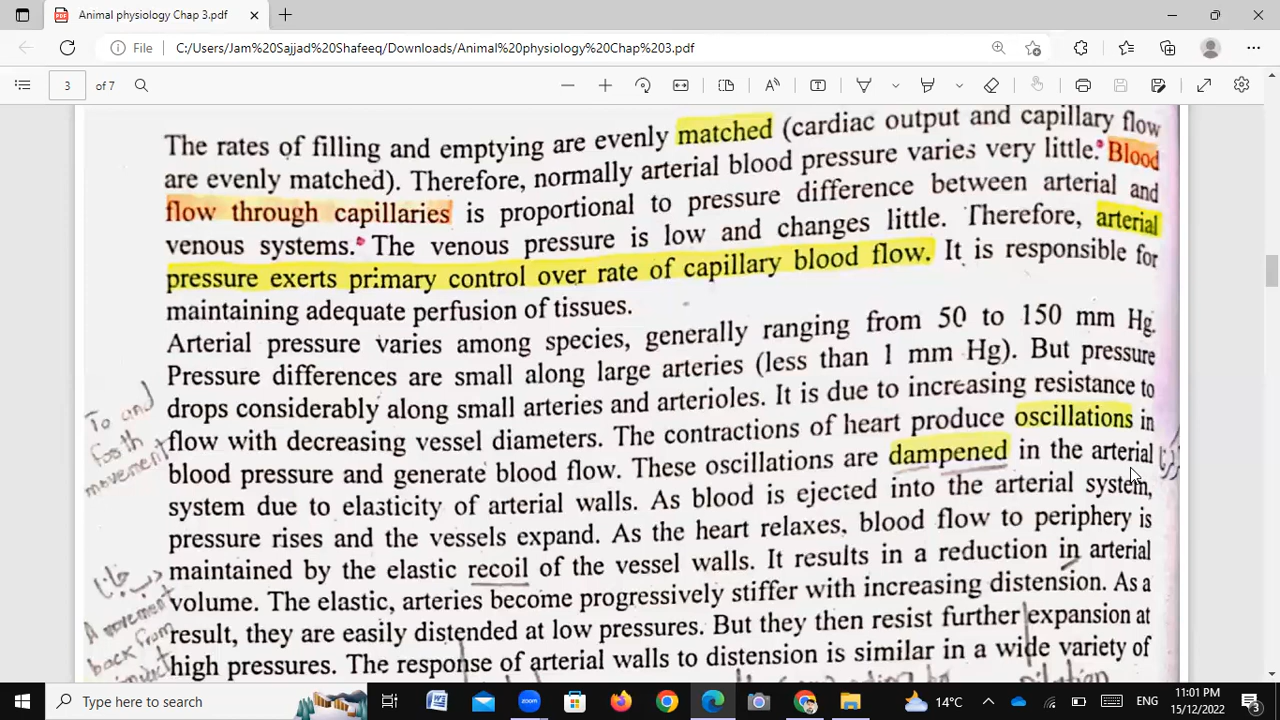 Animal physiology Chap 3.pdf
File C:/Users/Jam%20Sajjad%20Shafeeq/Downloads/Animal%20physiology%20Chap%203.pdf
3 of 7
The rates of filling and emptying are evenly matched (cardiac output and capillary flow
are evenly matched). Therefore, normally arterial blood pressure varies very little. Blood
flow through capillaries is proportional to pressure difference between arterial and
venous systems. The venous pressure is low and changes little. Therefore, arterial
pressure exerts primary control over rate of capillary blood flow. It is responsible for
maintaining adequate perfusion of tissues.
Arterial pressure varies among species, generally ranging from 50 to 150 mm Hg.
Pressure differences are small along large arteries (less than 1 mm Hg). But pressure
drops considerably along small arteries and arterioles. It is due to increasing resistance to
flow with decreasing vessel diameters. The contractions of heart produce oscillations in
blood pressure and generate blood flow. These oscillations are dampened in the arterial
system due to elasticity of arterial walls. As blood is ejected into the arterial system,
pressure rises and the vessels expand. As the heart relaxes, blood flow to periphery is
maintained by the elastic recoil of the vessel walls. It results in a reduction in arterial
volume. The elastic, arteries become progressively stiffer with increasing distension. As a
result, they are easily distended at low pressures. But they then resist further expansion at
high pressures. The response of arterial walls to distension is similar in a wide variety of
To and
forth
movement
دب جانا
A movement
back from
dilation
Type here to search
14°C
ENG
11:01 PM
15/12/2022
3